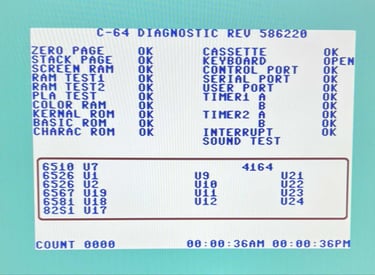 C-64 DIAGNOSTIC REV 586220
ZERO PAGE OK CASSETTE OK
STACK PAGE OK KEYBOARD OPEN
SCREEN RAM OK CONTROL PORT OK
RAM TEST1 OK SERIAL PORT OK
RAM TEST2 OK USER PORT OK
PLA TEST OK TIMER1 A OK
COLOR RAM OK B OK
KERNAL ROM OK TIMER2 A OK
BASIC ROM OK B OK
CHARAC ROM OK INTERRUPT OK
SOUND TEST
6510 U7 4164
6526 U1 U9 U21
6526 U2 U10 U22
6567 U19 U11 U23
6581 U18 U12 U24
82S1 U17
COUNT 0000 00:00:36AM 00:00:36PM